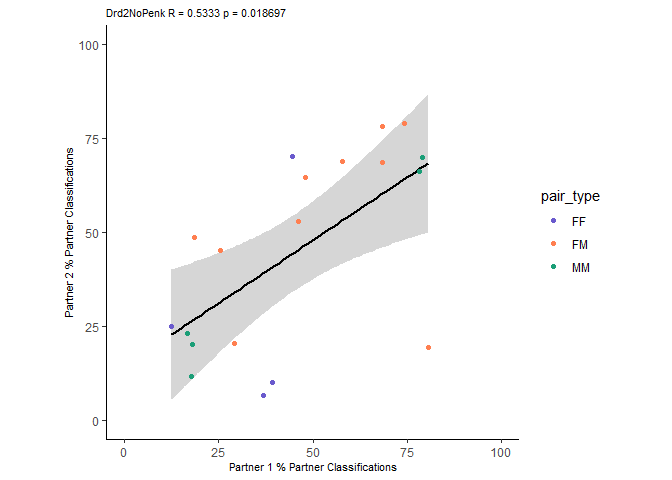 Drd2NoPenk R = 0.5333 p = 0.018697
100
75
50
25
0
Partner 2 % Partner Classifications
0 25 50 75 100
Partner 1 % Partner Classifications
pair_type
FF
FM
MM